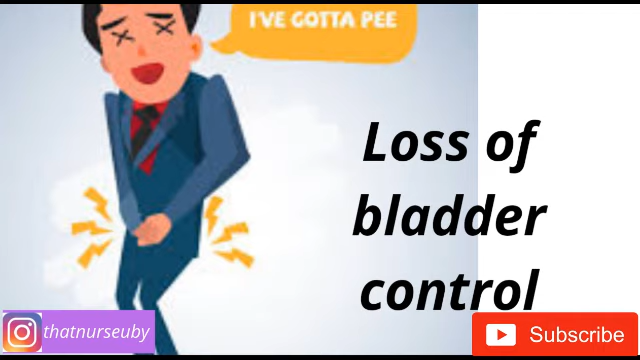 I'VE GOTTA PEE
Loss of
bladder
control
thatnurseuby
Subscribe